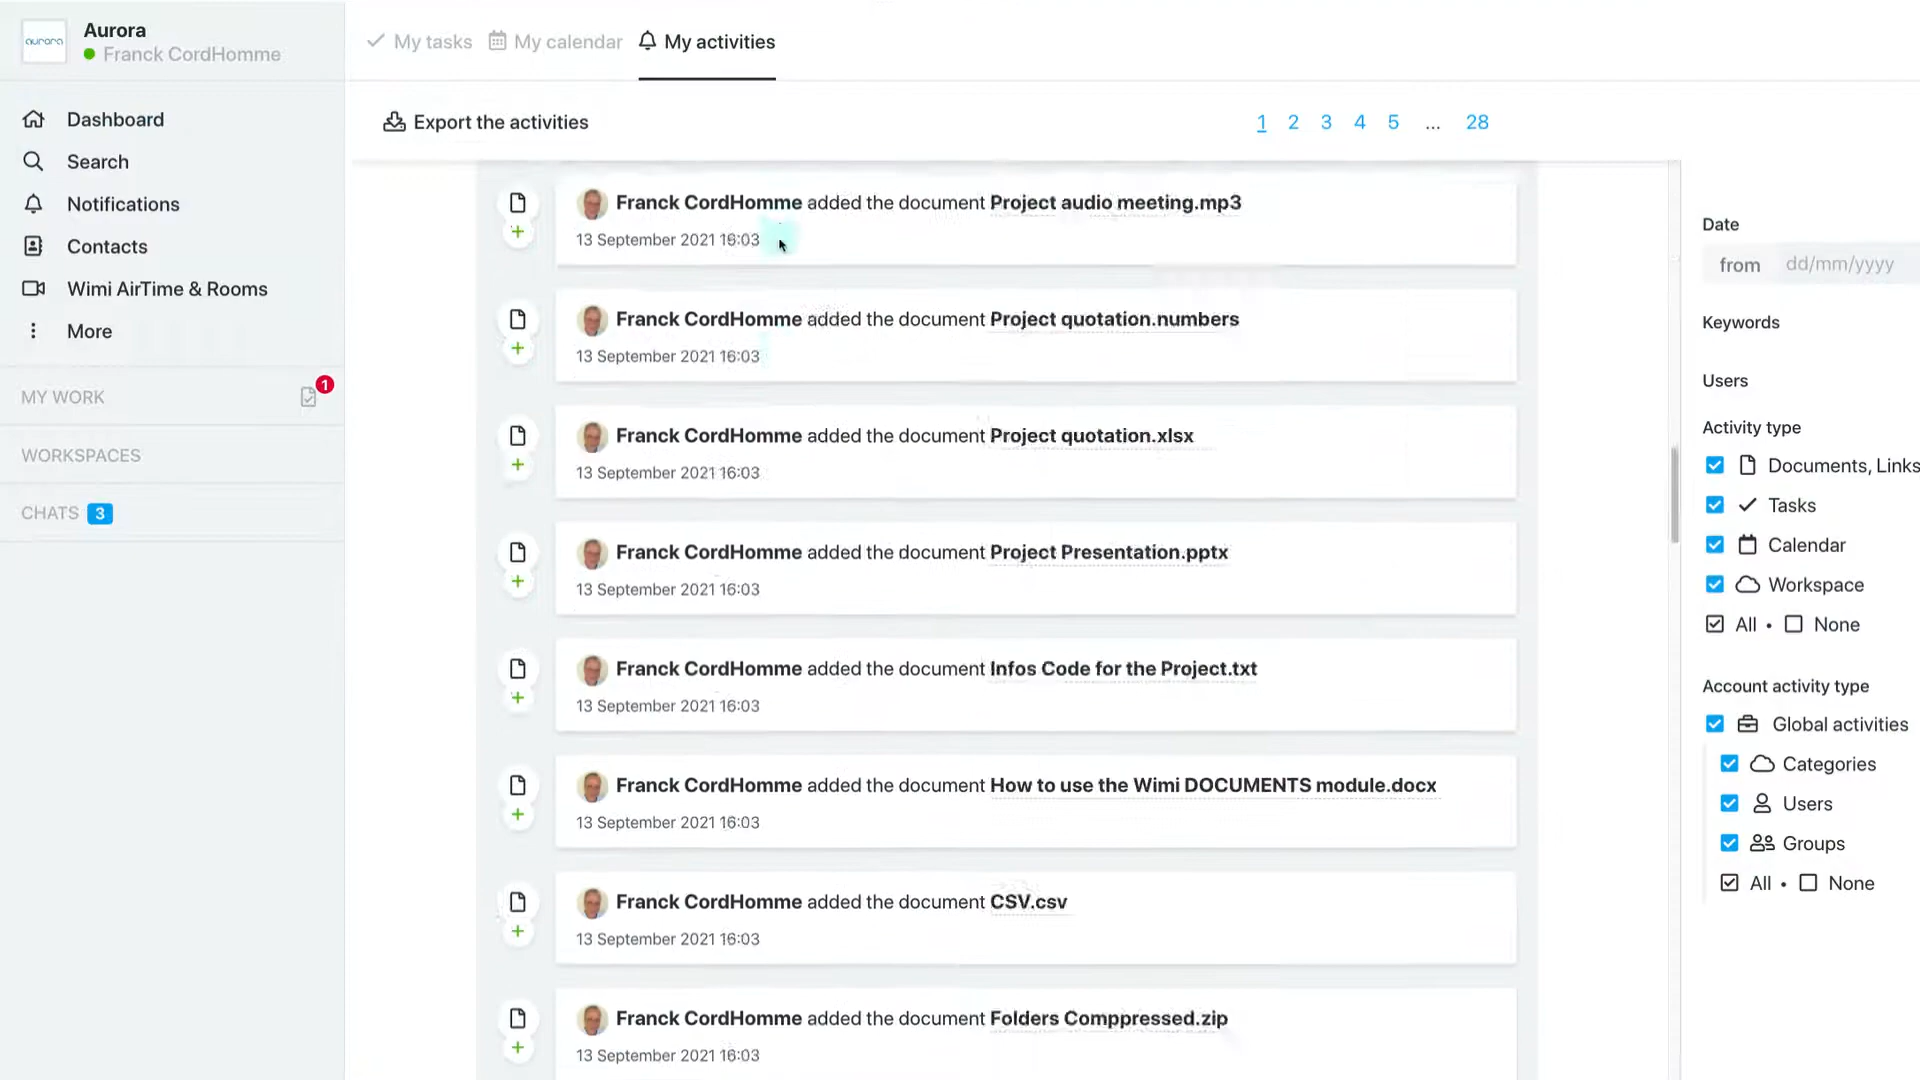 aurora
Aurora
Franck CordHomme
My tasks
My calendar
My activities
Dashboard
Search
Notifications
Contacts
Wimi AirTime & Rooms
More
MY WORK
1
WORKSPACES
CHATS 3
Export the activities
1 2 3 4 5 ... 28
Franck CordHomme added the document Project audio meeting.mp3
13 September 2021 16:03
Franck CordHomme added the document Project quotation.numbers
13 September 2021 16:03
Franck CordHomme added the document Project quotation.xlsx
13 September 2021 16:03
Franck CordHomme added the document Project Presentation.pptx
13 September 2021 16:03
Franck CordHomme added the document Infos Code for the Project.txt
13 September 2021 16:03
Franck CordHomme added the document How to use the Wimi DOCUMENTS module.docx
13 September 2021 16:03
Franck CordHomme added the document CSV.csv
13 September 2021 16:03
Franck CordHomme added the document Folders Comppressed.zip
13 September 2021 16:03
Date
from dd/mm/yyyy
Keywords
Users
Activity type
Documents, Links
Tasks
Calendar
Workspace
All • None
Account activity type
Global activities
Categories
Users
Groups
All • None